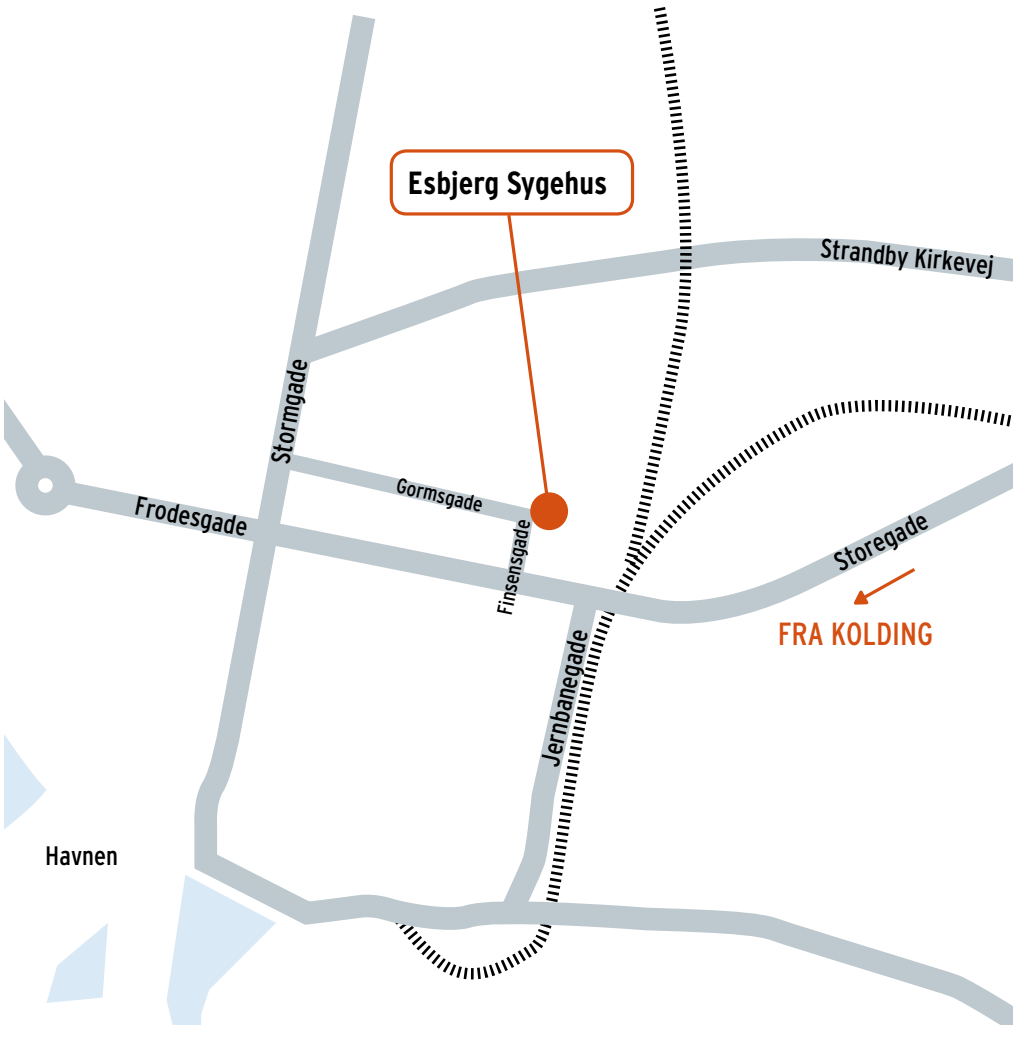 Esbjerg Sygehus
Strandby Kirkevej
Stormgade
Gormsgade
Frodesgade
Finsensgade
Storegade
FRA KOLDING
Jernbanegade
Havnen